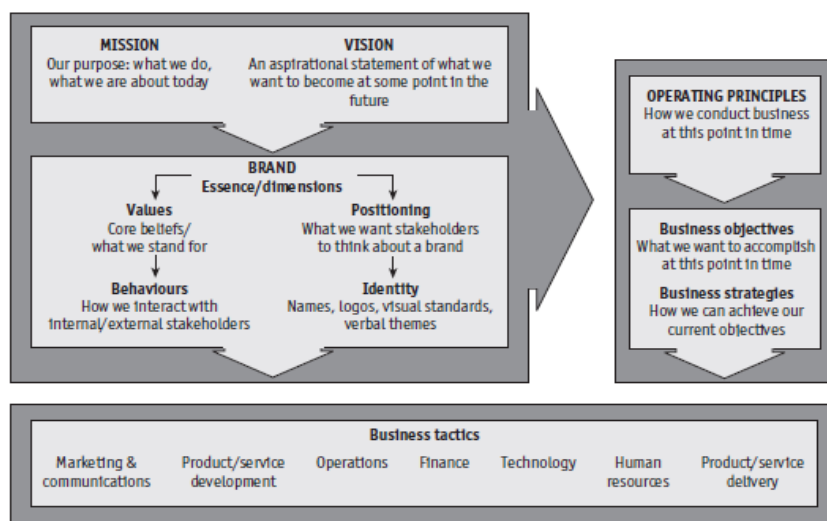 MISSION
Our purpose: what we do,
what we are about today
VISION
An aspirational statement of what we
want to become at some point in the
future
BRAND
Essence/dimensions
Values
Core beliefs/
what we stand for
Behaviours
How we interact with
internal/external stakeholders
Positioning
What we want stakeholders
to think about a brand
Identity
Names, logos, visual standards,
verbal themes
OPERATING PRINCIPLES
How we conduct business
at this point in time
Business objectives
What we want to accomplish
at this point in time
Business strategies
How we can achieve our
current objectives
Business tactics
Marketing &
communications
Product/service
development
Operations
Finance
Technology
Human
resources
Product/service
delivery